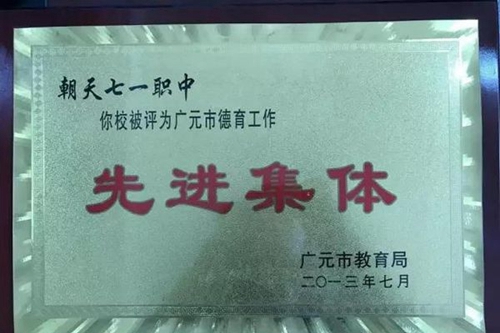 朝天七一职中
你校被评为广元市德育工作
先进集体
广元市教育局
二〇一三年七月